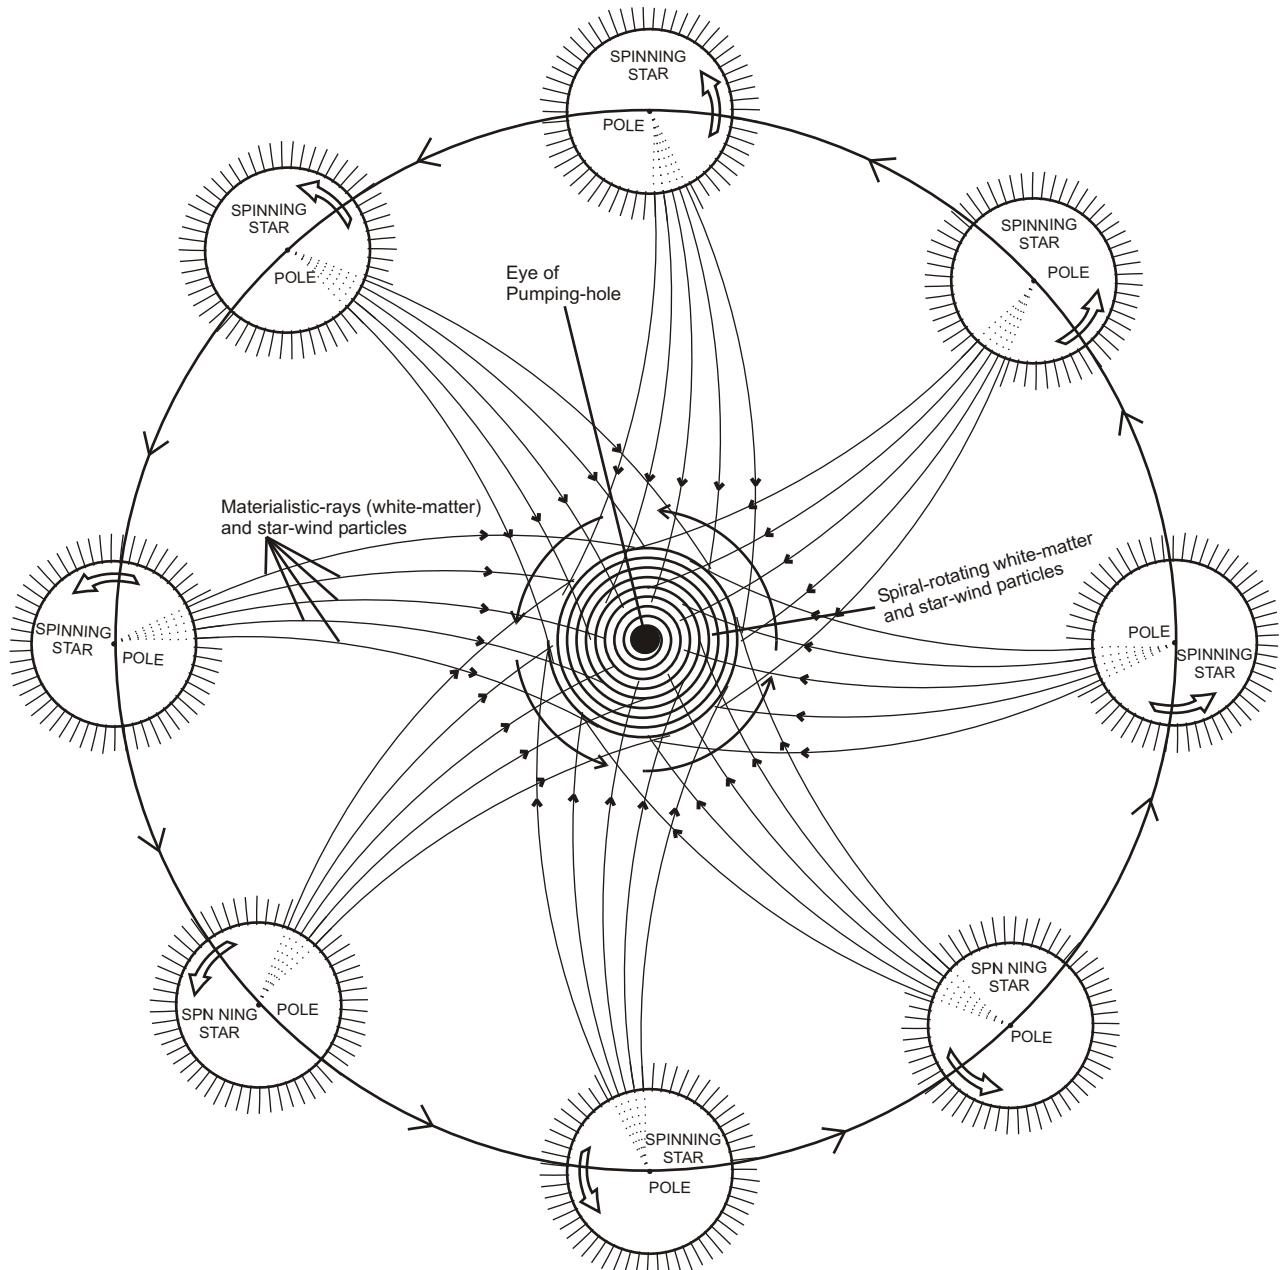 SPINNING
STAR
POLE
SPINNING
STAR
POLE
SPINNING
STAR
POLE
Eye of
Pumping-hole
Materialistic-rays (white-matter)
and star-wind particles
Spiral-rotating white-matter
and star-wind particles
SPINNING
STAR
POLE
POLE
SPINNING
STAR
SPN NING
STAR
POLE
SPN NING
STAR
POLE
SPINNING
STAR
POLE